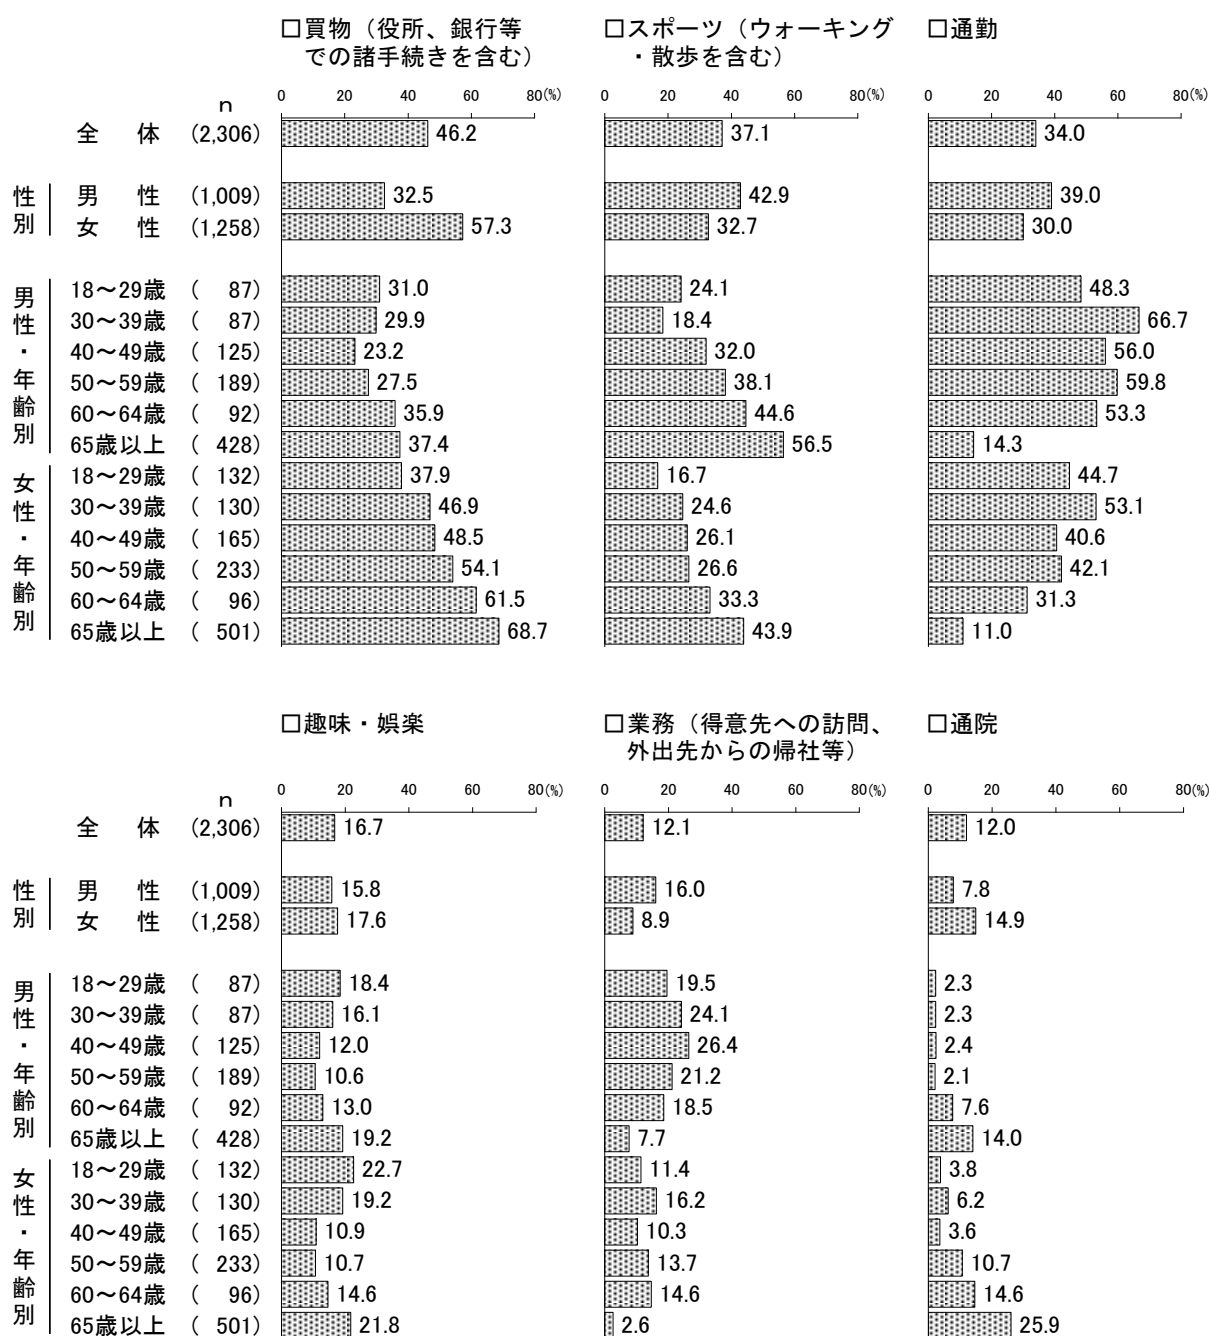 □買物（役所、銀行等　□スポーツ（ウォーキング　□通勤
での諸手続きを含む）　・散歩を含む）
n　0　20　40　60　80(%)　0　20　40　60　80(%)　0　20　40　60　80(%)
全　体　(2,306)　46.2　37.1　34.0
性別
男　性　(1,009)　32.5　42.9　39.0
女　性　(1,258)　57.3　32.7　30.0
男性・年齢別
18～29歳　(　87)　31.0　24.1　48.3
30～39歳　(　87)　29.9　18.4　66.7
40～49歳　(　125)　23.2　32.0　56.0
50～59歳　(　189)　27.5　38.1　59.8
60～64歳　(　92)　35.9　44.6　53.3
65歳以上　(　428)　37.4　56.5　14.3
女性・年齢別
18～29歳　(　132)　37.9　16.7　44.7
30～39歳　(　130)　46.9　24.6　53.1
40～49歳　(　165)　48.5　26.1　40.6
50～59歳　(　233)　54.1　26.6　42.1
60～64歳　(　96)　61.5　33.3　31.3
65歳以上　(　501)　68.7　43.9　11.0
□趣味・娯楽　□業務（得意先への訪問、　□通院
外出先からの帰社等）
n　0　20　40　60　80(%)　0　20　40　60　80(%)　0　20　40　60　80(%)
全　体　(2,306)　16.7　12.1　12.0
性別
男　性　(1,009)　15.8　16.0　7.8
女　性　(1,258)　17.6　8.9　14.9
男性・年齢別
18～29歳　(　87)　18.4　19.5　2.3
30～39歳　(　87)　16.1　24.1　2.3
40～49歳　(　125)　12.0　26.4　2.4
50～59歳　(　189)　10.6　21.2　2.1
60～64歳　(　92)　13.0　18.5　7.6
65歳以上　(　428)　19.2　7.7　14.0
女性・年齢別
18～29歳　(　132)　22.7　11.4　3.8
30～39歳　(　130)　19.2　16.2　6.2
40～49歳　(　165)　10.9　10.3　3.6
50～59歳　(　233)　10.7　13.7　10.7
60～64歳　(　96)　14.6　14.6　14.6
65歳以上　(　501)　21.8　2.6　25.9